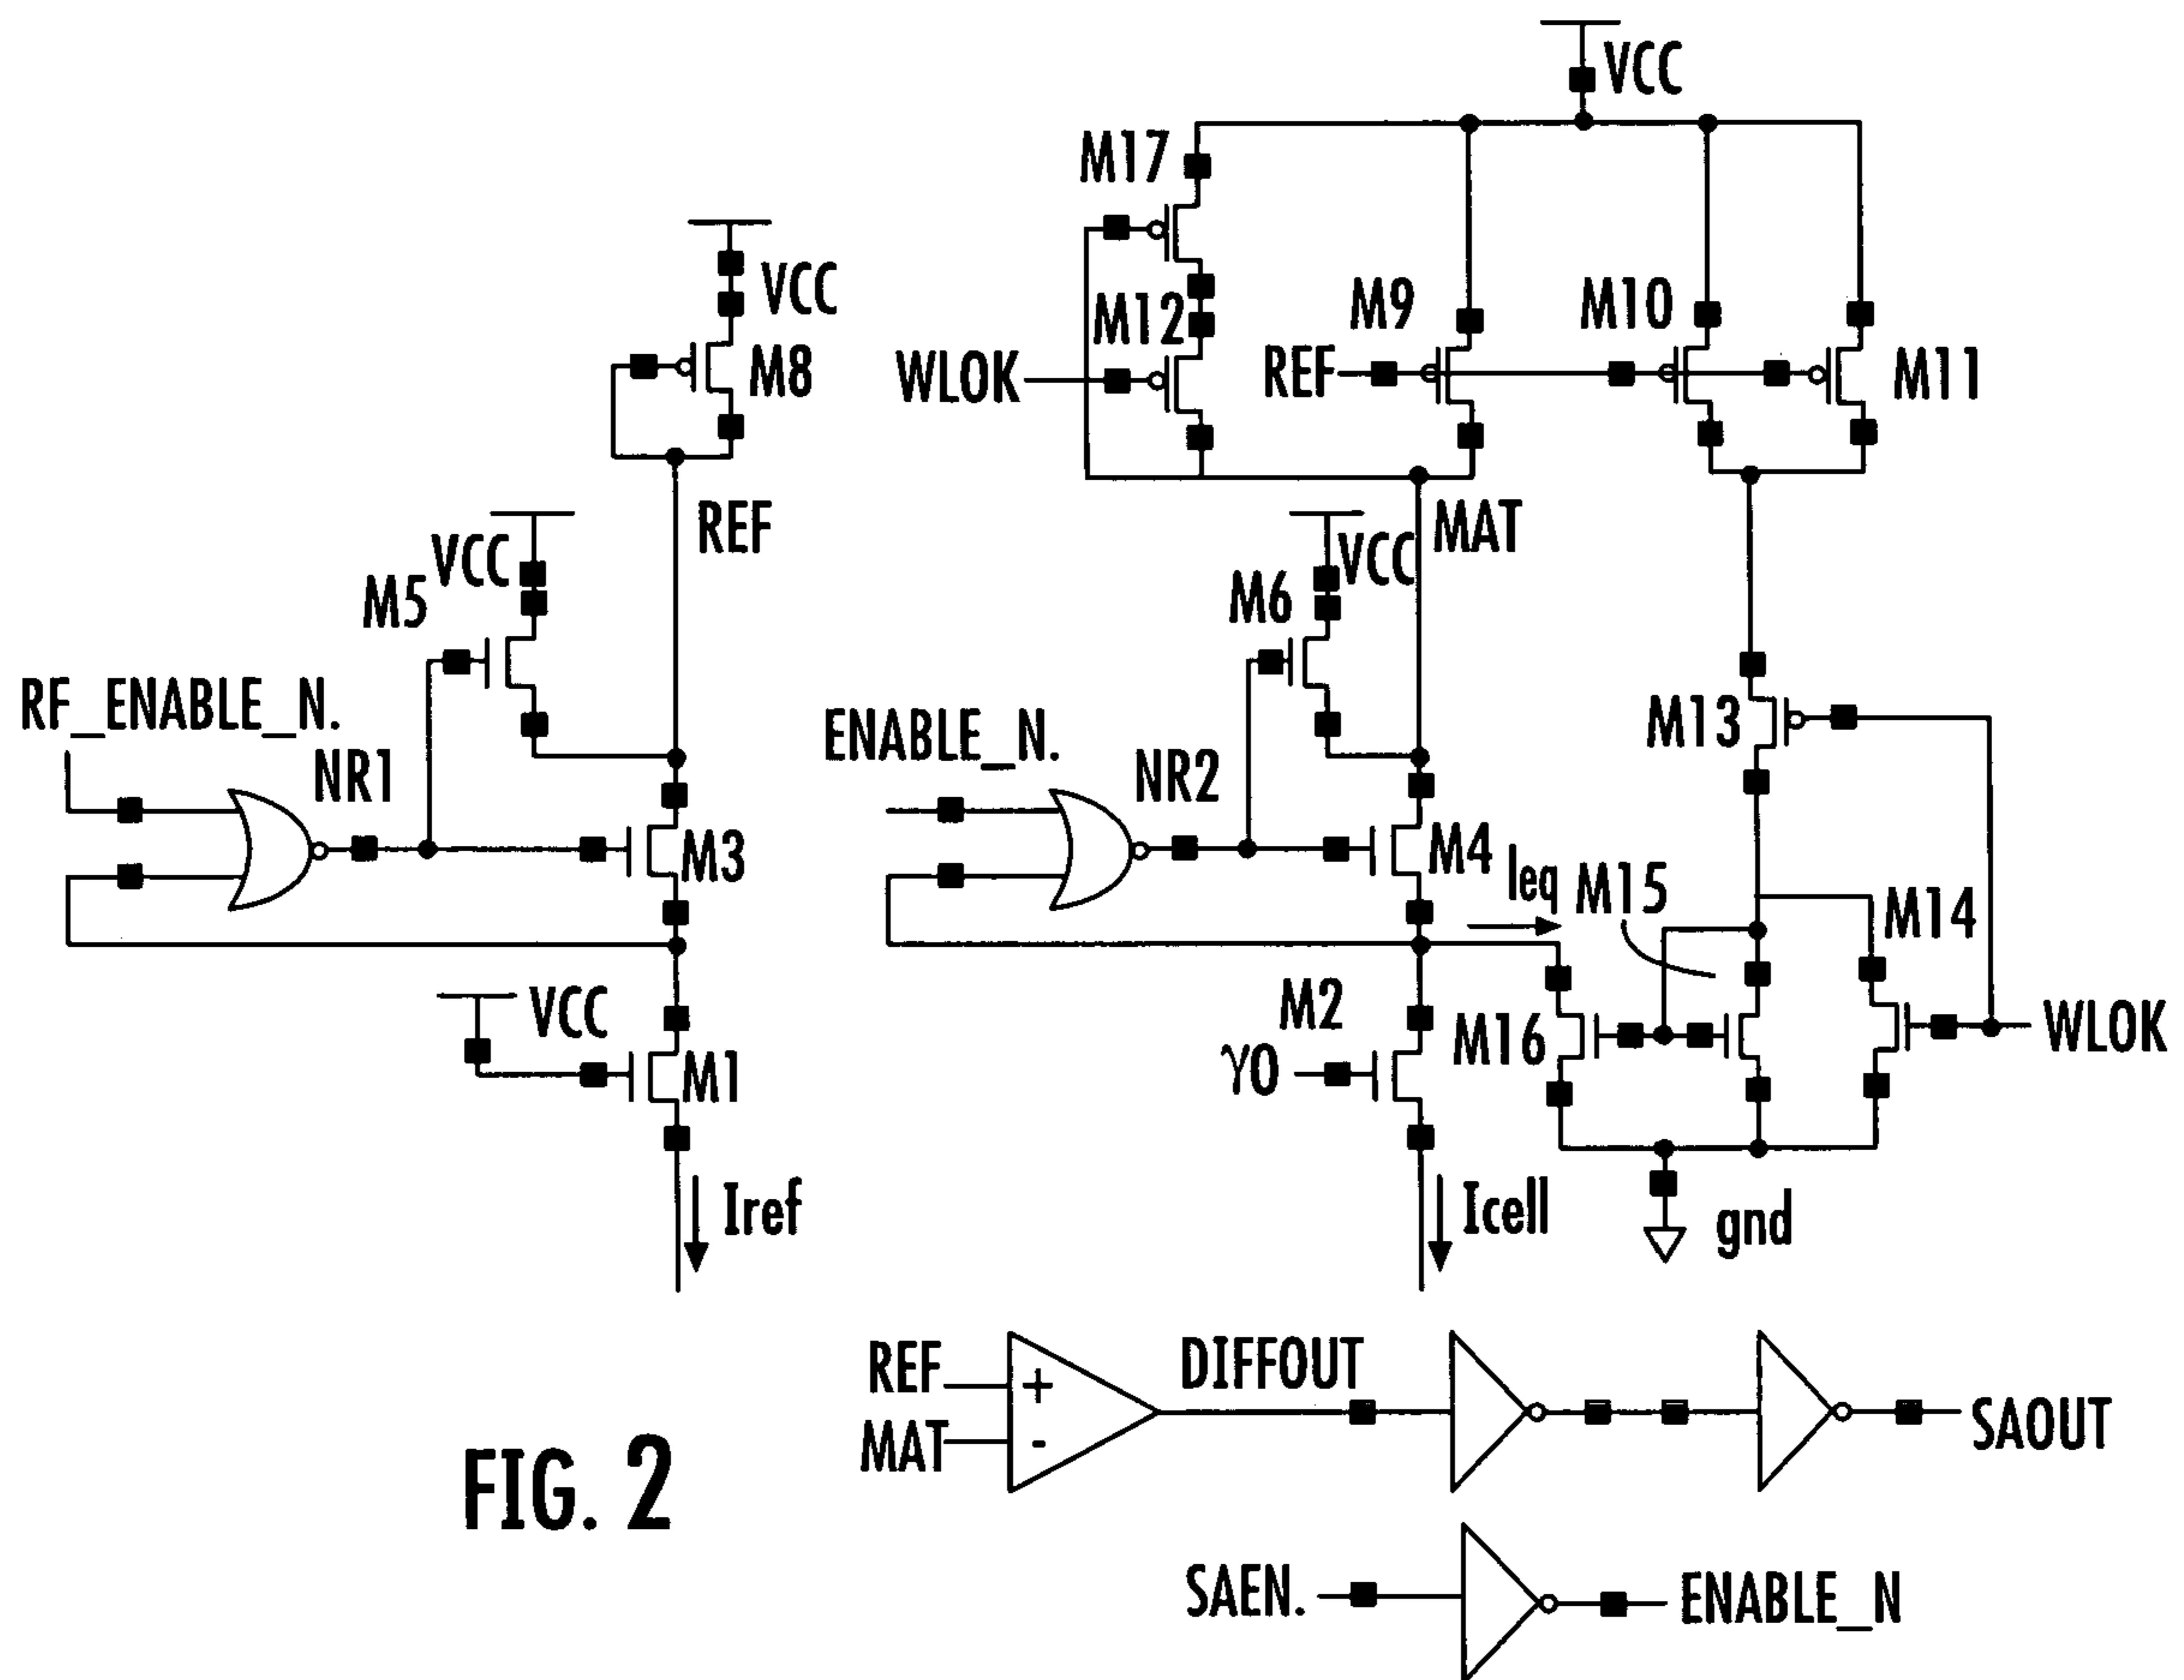 VCC
M17
VCC
M12
M9
M10
M8
WLOK
REF
M11
REF
MAT
VCC
VCC
M5
M6
RF_ENABLE_N.
ENABLE_N.
M13
NR1
NR2
M3
M4
Ieq
M15
M14
VCC
M2
M16
WLOK
M1
γ0
Iref
Icell
gnd
REF
+
DIFFOUT
MAT
-
SAOUT
FIG. 2
SAEN.
ENABLE_N